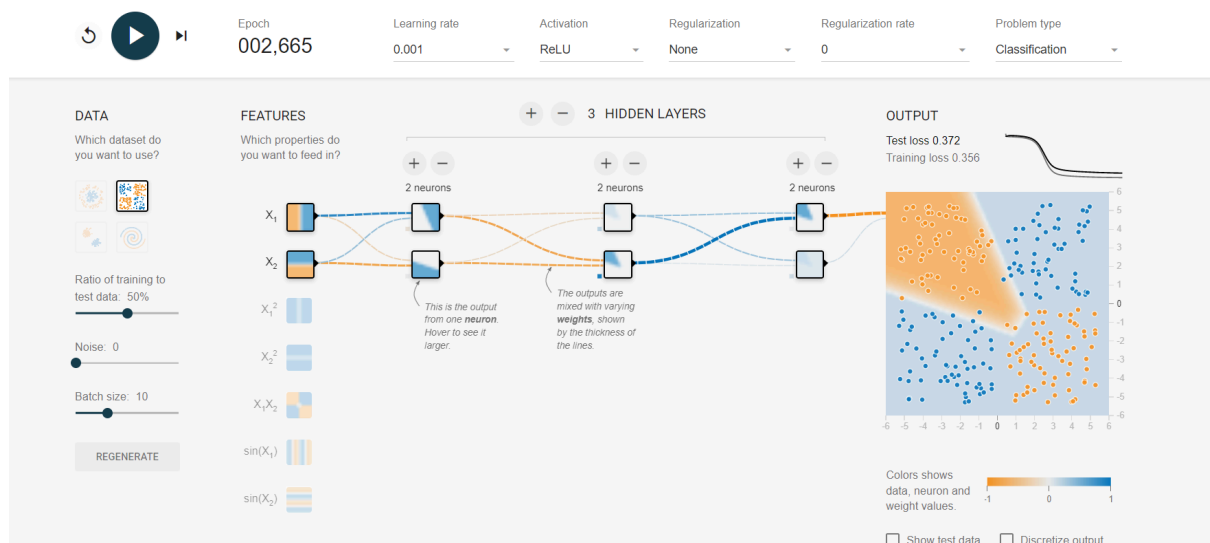 Epoch
002,665
Learning rate
0.001
Activation
ReLU
Regularization
None
Regularization rate
0
Problem type
Classification
DATA
Which dataset do
you want to use?
Ratio of training to
test data: 50%
Noise: 0
Batch size: 10
REGENERATE
FEATURES
Which properties do
you want to feed in?
X₁
X₂
X₁²
X₂²
X₁X₂
sin(X₁)
sin(X₂)
+ − 3 HIDDEN LAYERS
+ −
2 neurons
+ −
2 neurons
+ −
2 neurons
This is the output
from one neuron.
Hover to see it
larger.
The outputs are
mixed with varying
weights, shown
by the thickness of
the lines.
OUTPUT
Test loss 0.372
Training loss 0.356
6
5
4
3
2
1
0
-1
-2
-3
-4
-5
-6
-6 -5 -4 -3 -2 -1 0 1 2 3 4 5 6
Colors shows
data, neuron and
weight values.
-1 0 1
Show test data
Discretize output